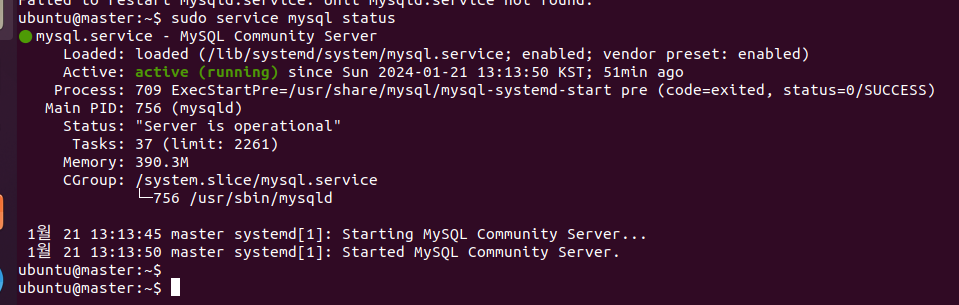 Failed to restart mysqld.service: Unit mysqld.service not found.
ubuntu@master:~$ sudo service mysql status
● mysql.service - MySQL Community Server
     Loaded: loaded (/lib/systemd/system/mysql.service; enabled; vendor preset: enabled)
     Active: active (running) since Sun 2024-01-21 13:13:50 KST; 51min ago
    Process: 709 ExecStartPre=/usr/share/mysql/mysql-systemd-start pre (code=exited, status=0/SUCCESS)
   Main PID: 756 (mysqld)
     Status: "Server is operational"
      Tasks: 37 (limit: 2261)
     Memory: 390.3M
     CGroup: /system.slice/mysql.service
             └─756 /usr/sbin/mysqld
 1월 21 13:13:45 master systemd[1]: Starting MySQL Community Server...
 1월 21 13:13:50 master systemd[1]: Started MySQL Community Server.
ubuntu@master:~$
ubuntu@master:~$